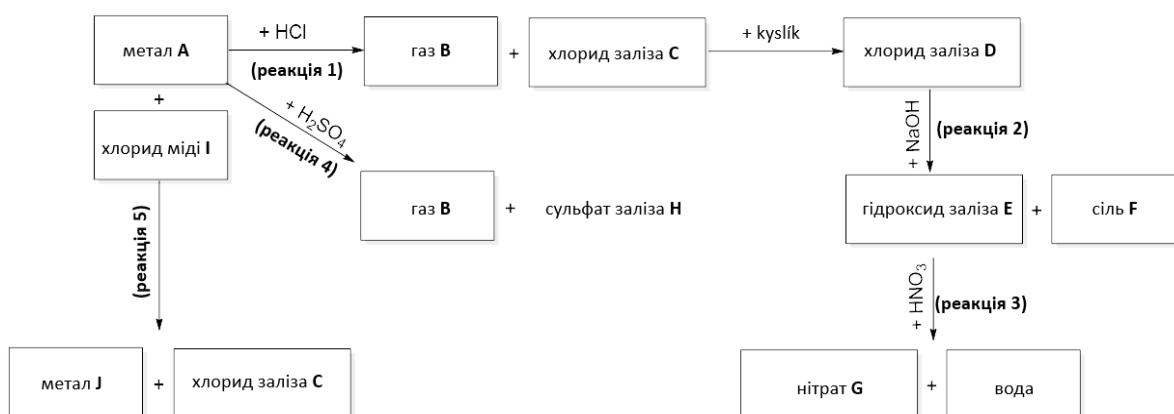 метал A
+ HCl
(реакція 1)
газ B
+
хлорид заліза C
+ kyslík
хлорид заліза D
+
хлорид міді I
+ H₂SO₄
(реакція 4)
+ NaOH
(реакція 2)
газ B
+
сульфат заліза H
гідроксид заліза E
+
сіль F
(реакція 5)
+ HNO₃
(реакція 3)
метал J
+
хлорид заліза C
нітрат G
+
вода